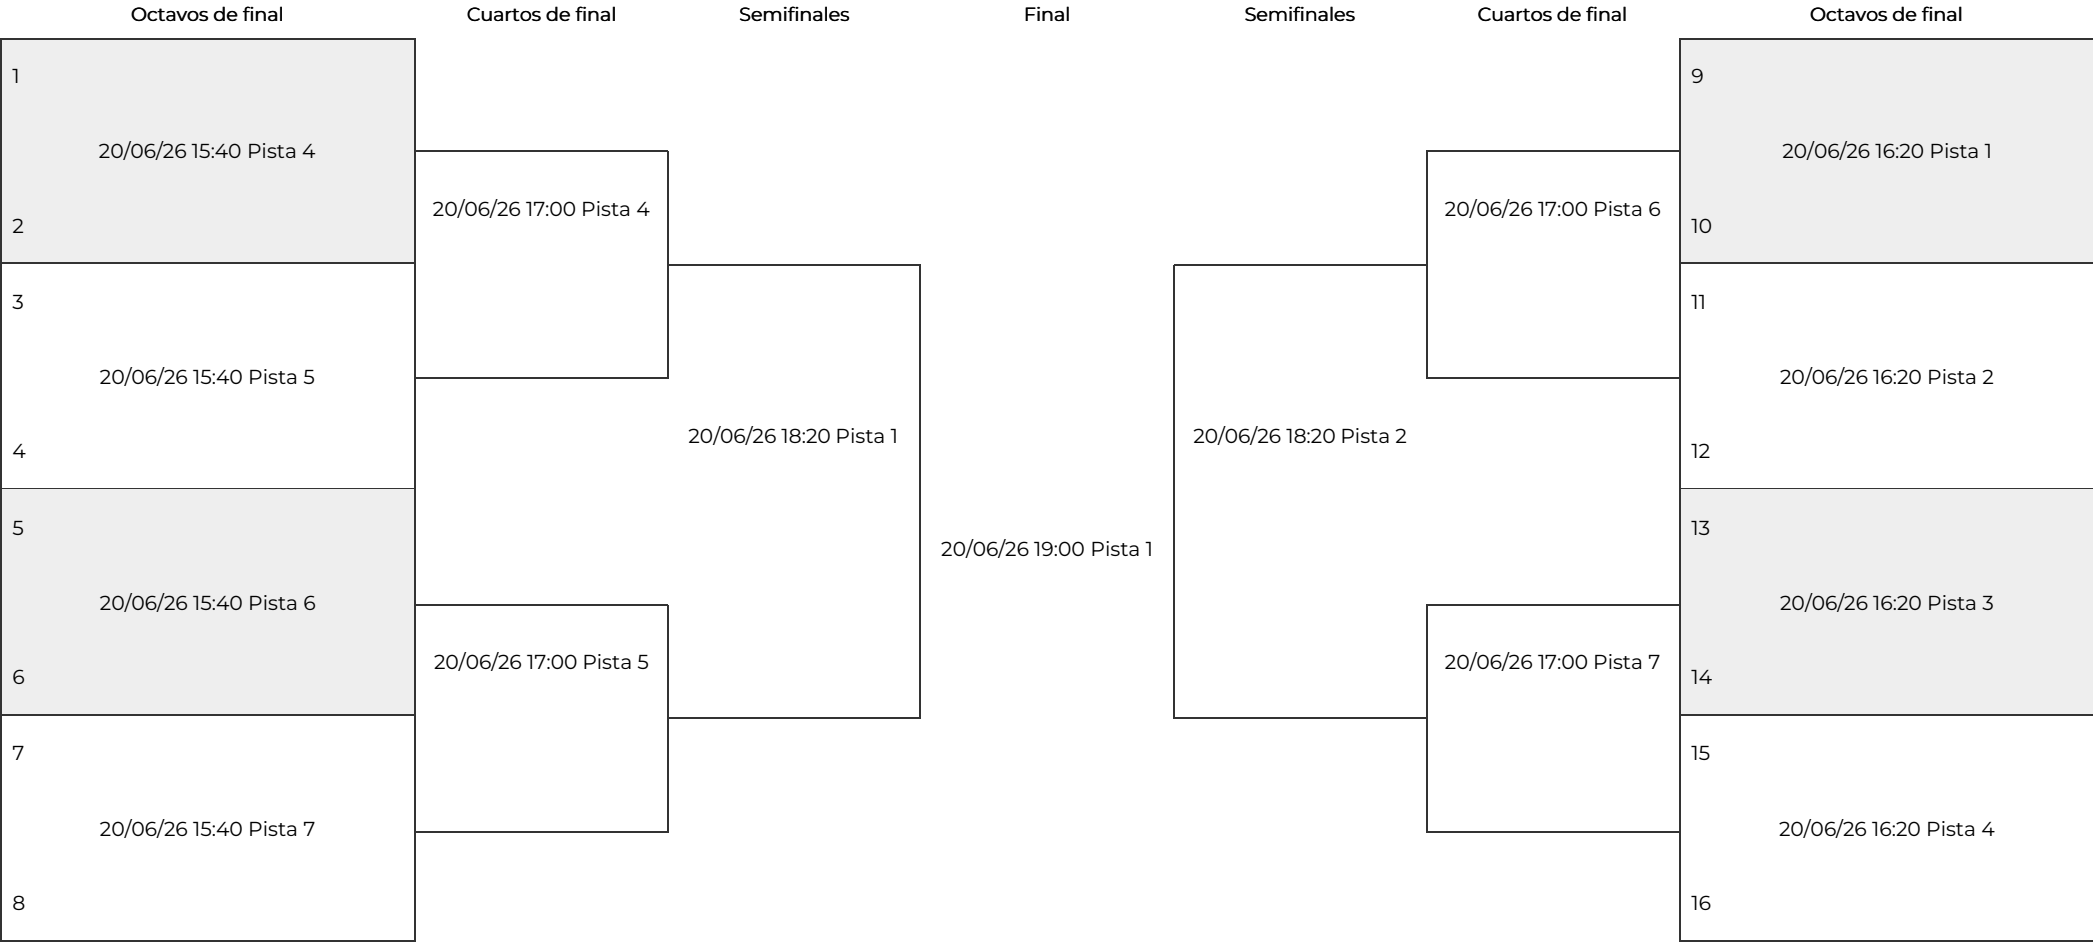 Octavos de final
Cuartos de final
Semifinales
Final
Semifinales
Cuartos de final
Octavos de final
1
20/06/26 15:40 Pista 4
2
3
20/06/26 15:40 Pista 5
4
5
20/06/26 15:40 Pista 6
6
7
20/06/26 15:40 Pista 7
8
20/06/26 17:00 Pista 4
20/06/26 17:00 Pista 5
20/06/26 18:20 Pista 1
20/06/26 19:00 Pista 1
20/06/26 18:20 Pista 2
20/06/26 17:00 Pista 6
20/06/26 17:00 Pista 7
9
20/06/26 16:20 Pista 1
10
11
20/06/26 16:20 Pista 2
12
13
20/06/26 16:20 Pista 3
14
15
20/06/26 16:20 Pista 4
16